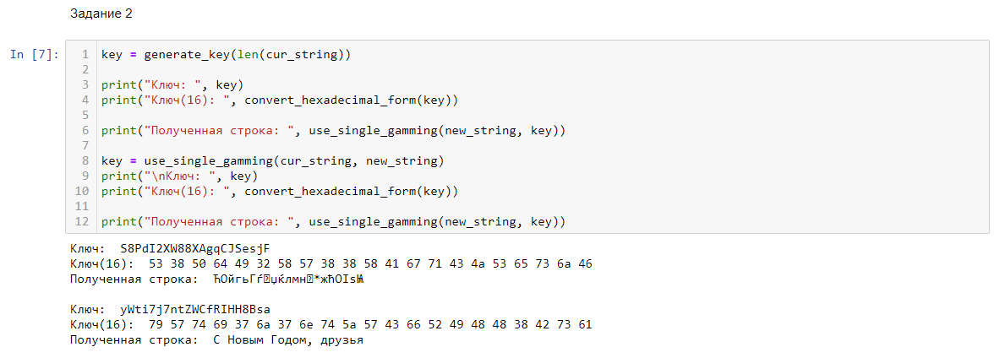 Задание 2
In [7]:
1 key = generate_key(len(cur_string))
2
3 print("Ключ: ", key)
4 print("Ключ(16): ", convert_hexadecimal_form(key))
5
6 print("Полученная строка: ", use_single_gamming(new_string, key))
7
8 key = use_single_gamming(cur_string, new_string)
9 print("\nКлюч: ", key)
10 print("Ключ(16): ", convert_hexadecimal_form(key))
11
12 print("Полученная строка: ", use_single_gamming(new_string, key))
Ключ:  S8PdI2XW88XAgqCJSesjF
Ключ(16):  53 38 50 64 49 32 58 57 38 38 58 41 67 71 43 4a 53 65 73 6a 46
Полученная строка:
Ключ:  yWti7j7ntZWCfRIHH8Bsa
Ключ(16):  79 57 74 69 37 6a 37 6e 74 5a 57 43 66 52 49 48 48 38 42 73 61
Полученная строка:  С Новым Годом, друзья